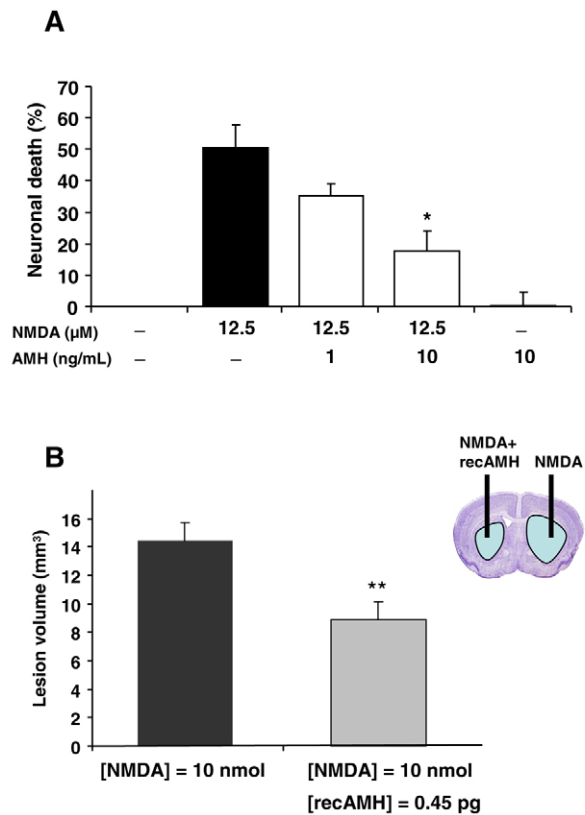 A
Neuronal death (%)
70
60
50
40
30
20
10
0
*
NMDA (µM) – 12.5 12.5 12.5 –
AMH (ng/mL) – – 1 10 10
B
NMDA+
recAMH NMDA
Lesion volume (mm³)
16
14
12
10
8
6
4
2
0
**
[NMDA] = 10 nmol [NMDA] = 10 nmol
[recAMH] = 0.45 pg